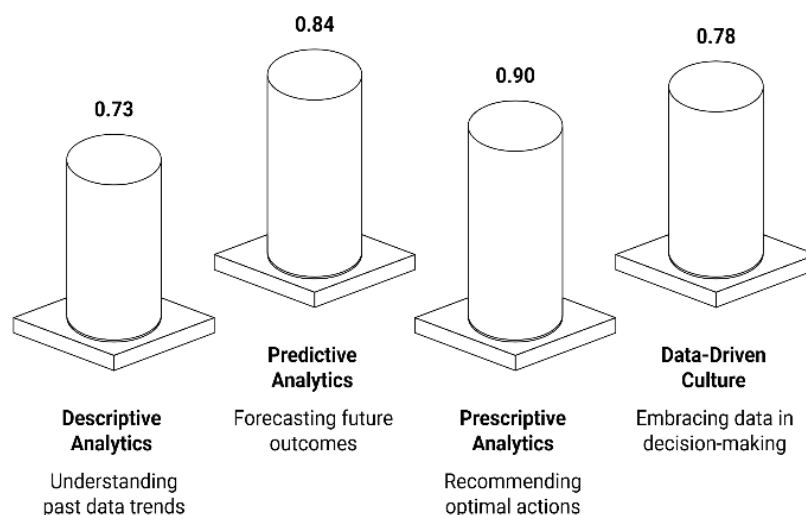 0.73
Descriptive
Analytics
Understanding
past data trends
0.84
Predictive
Analytics
Forecasting future
outcomes
0.90
Prescriptive
Analytics
Recommending
optimal actions
0.78
Data-Driven
Culture
Embracing data in
decision-making